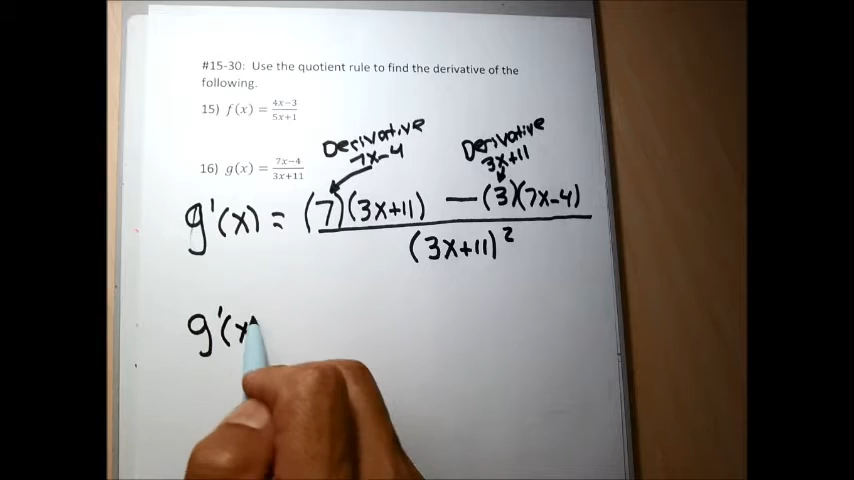 #15-30: Use the quotient rule to find the derivative of the
following.
15) f(x) = 4x−3 / 5x+1
Derivative 7x−4
Derivative 3x+11
16) g(x) = 7x−4 / 3x+11
g'(x) = (7)(3x+11) — (3)(7x−4)
(3x+11)²
g'(x)